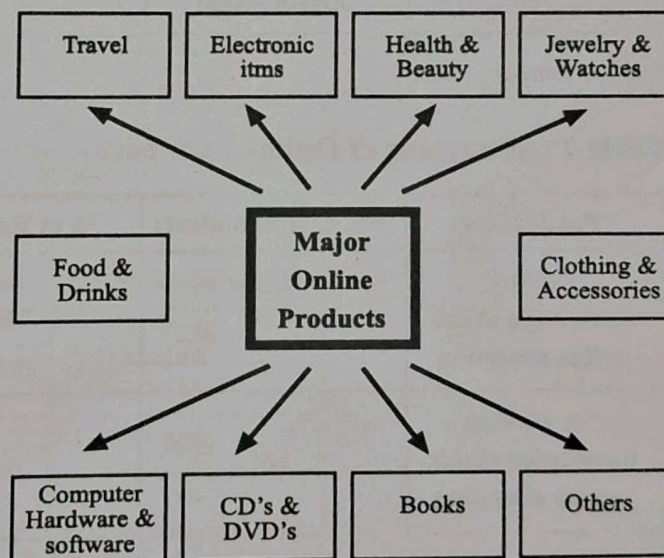 Travel
Electronic
itms
Health &
Beauty
Jewelry &
Watches
Food &
Drinks
Major
Online
Products
Clothing &
Accessories
Computer
Hardware &
software
CD's &
DVD's
Books
Others